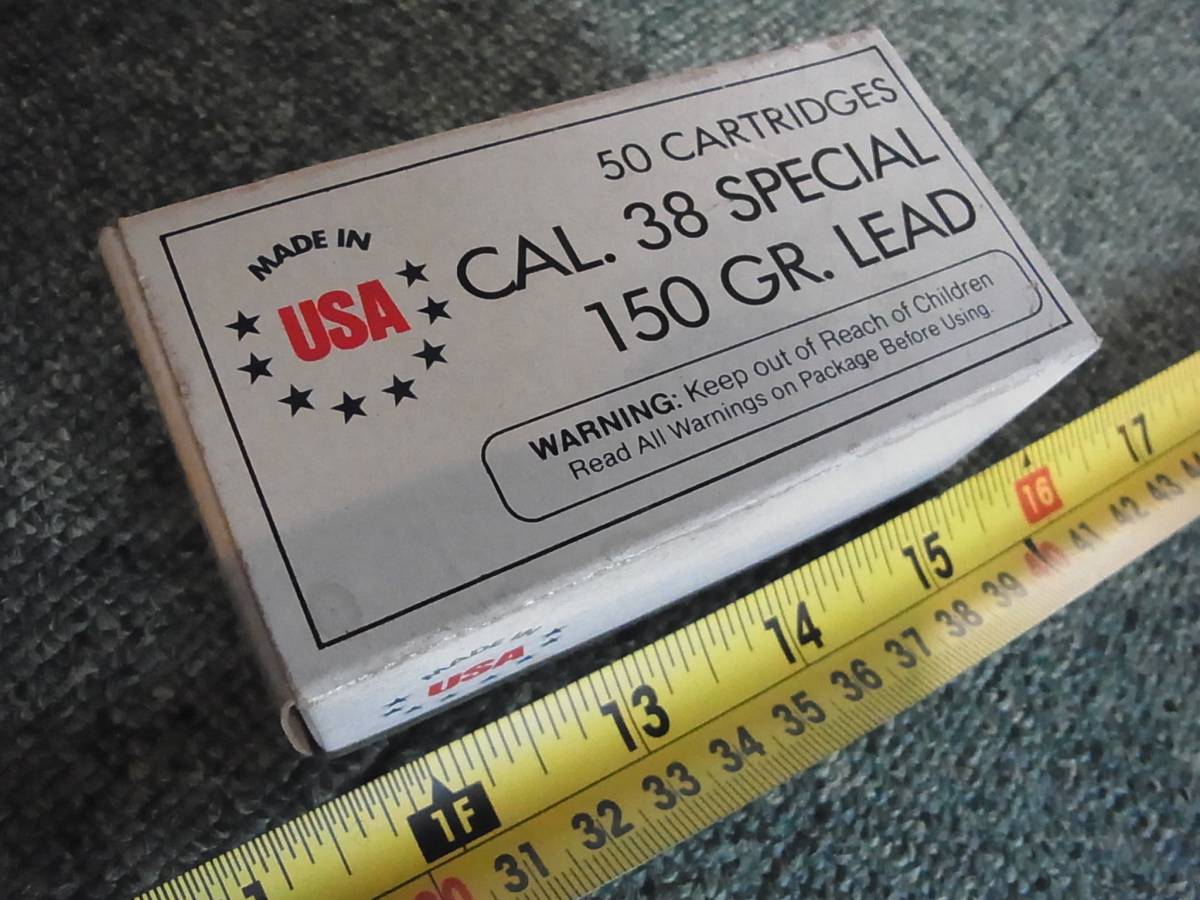 50 CARTRIDGES
CAL. 38 SPECIAL
150 GR. LEAD
MADE IN
USA
WARNING: Keep out of Reach of Children
Read All Warnings on Package Before Using.
MADE IN
USA
1F 13 14 15 16 17
30 31 32 33 34 35 36 37 38 39 40 41 42 43